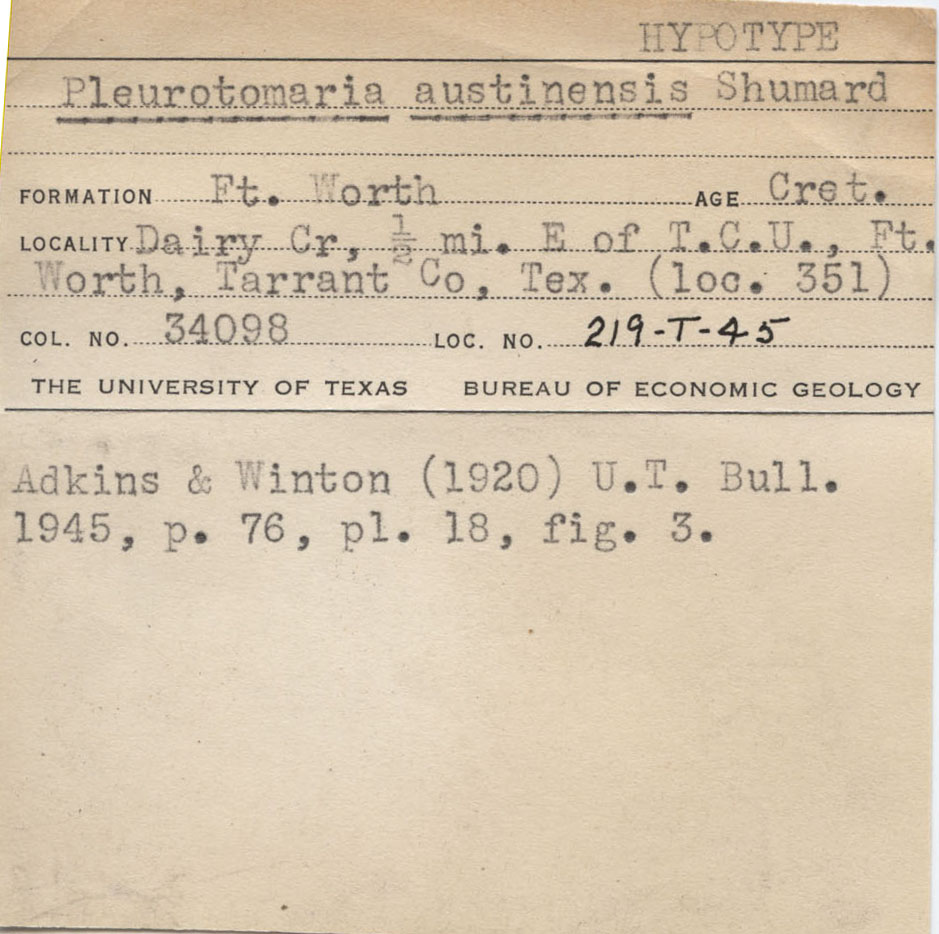 HYPOTYPE
Pleurotomaria austinensis Shumard
FORMATION Ft. Worth AGE Cret.
LOCALITY Dairy Cr, ½ mi. E of T.C.U., Ft.
Worth, Tarrant Co, Tex. (loc. 351)
COL. NO. 34098 LOC. NO. 219-T-45
THE UNIVERSITY OF TEXAS BUREAU OF ECONOMIC GEOLOGY
Adkins & Winton (1920) U.T. Bull.
1945, p. 76, pl. 18, fig. 3.